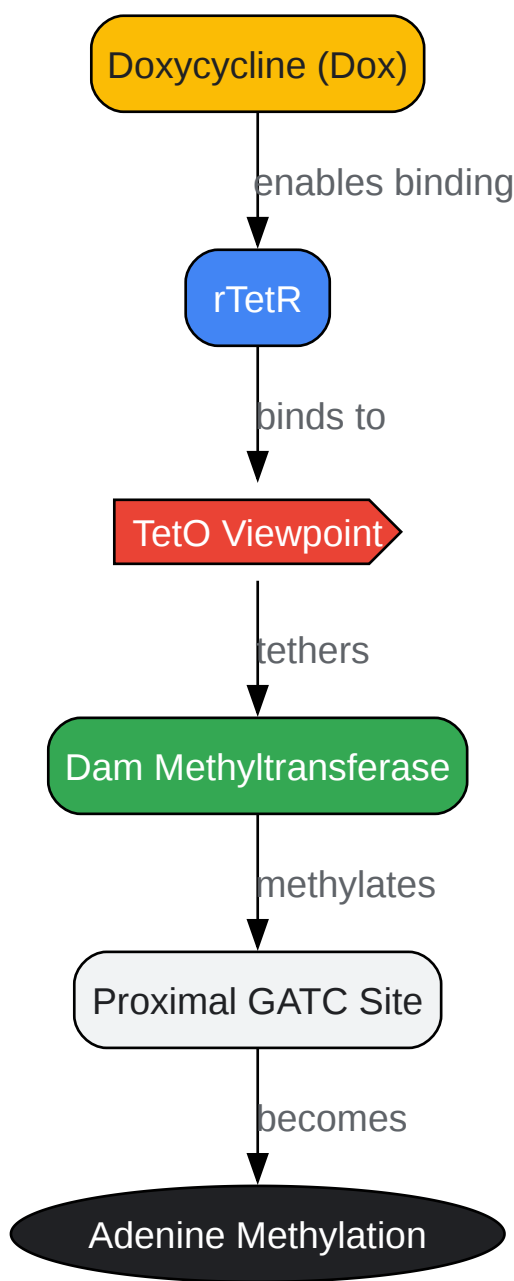 Doxycycline (Dox)
enables binding
rTetR
binds to
TetO Viewpoint
tethers
Dam Methyltransferase
methylates
Proximal GATC Site
becomes
Adenine Methylation